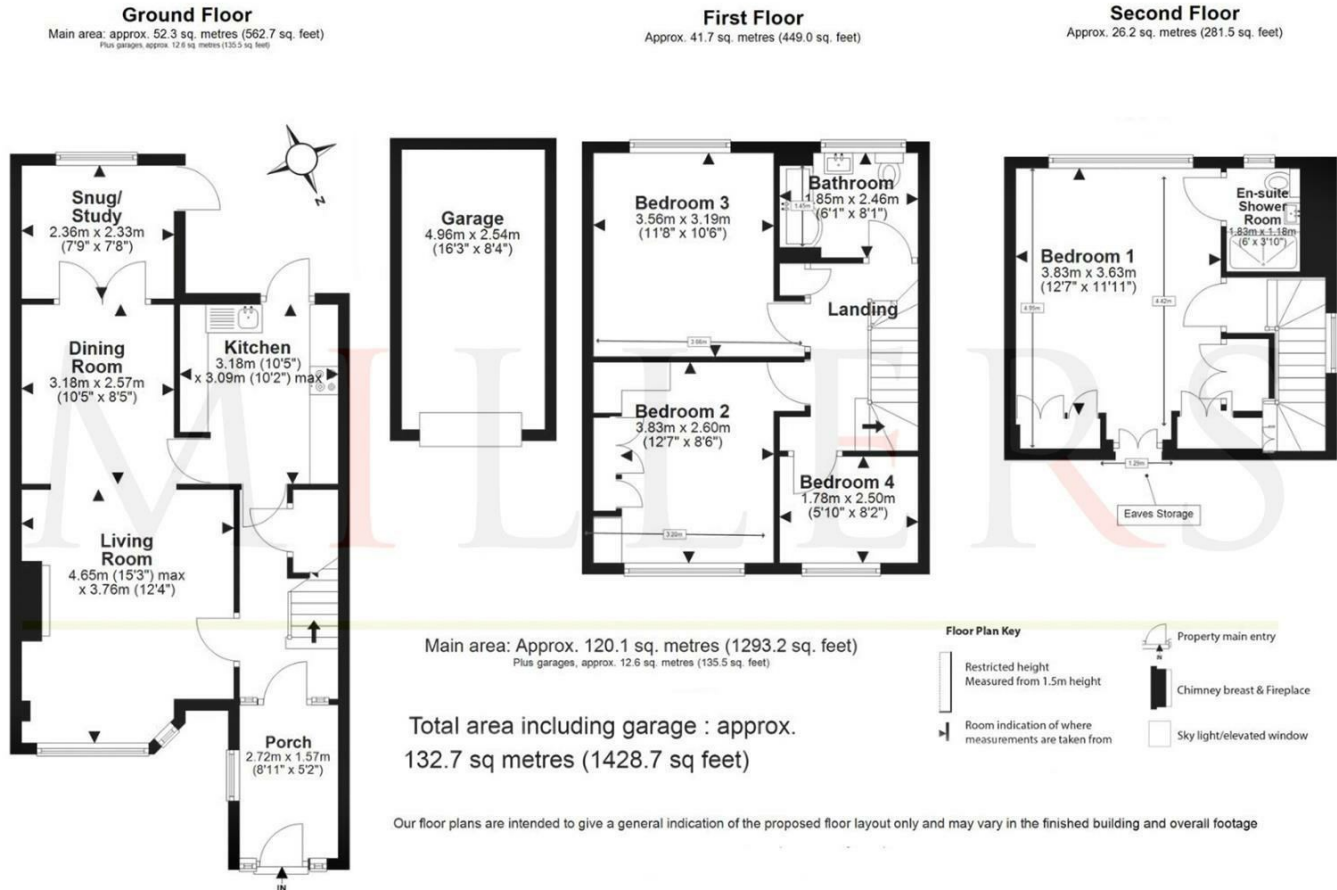 Ground Floor
Main area: approx. 52.3 sq. metres (562.7 sq. feet)
Plus garages, approx. 12.6 sq. metres (135.5 sq. feet)
First Floor
Approx. 41.7 sq. metres (449.0 sq. feet)
Second Floor
Approx. 26.2 sq. metres (281.5 sq. feet)
N
Snug/
Study
2.36m x 2.33m
(7'9" x 7'8")
Dining
Room
3.18m x 2.57m
(10'5" x 8'5")
Kitchen
3.18m (10'5")
x 3.09m (10'2") max
Living
Room
4.65m (15'3") max
x 3.76m (12'4")
Porch
2.72m x 1.57m
(8'11" x 5'2")
IN
Garage
4.96m x 2.54m
(16'3" x 8'4")
Bedroom 3
3.56m x 3.19m
(11'8" x 10'6")
Bathroom
1.85m x 2.46m
(6'1" x 8'1")
Landing
Bedroom 2
3.83m x 2.60m
(12'7" x 8'6")
Bedroom 4
1.78m x 2.50m
(5'10" x 8'2")
En-suite
Shower
Room
1.83m x 1.18m
(6' x 3'10")
Bedroom 1
3.83m x 3.63m
(12'7" x 11'11")
4.42m
1.29m
Eaves Storage
MILLERS
Main area: Approx. 120.1 sq. metres (1293.2 sq. feet)
Plus garages, approx. 12.6 sq. metres (135.5 sq. feet)
Total area including garage : approx.
132.7 sq metres (1428.7 sq feet)
Floor Plan Key
Restricted height
Measured from 1.5m height
Room indication of where
measurements are taken from
Property main entry
IN
Chimney breast & Fireplace
Sky light/elevated window
Our floor plans are intended to give a general indication of the proposed floor layout only and may vary in the finished building and overall footage